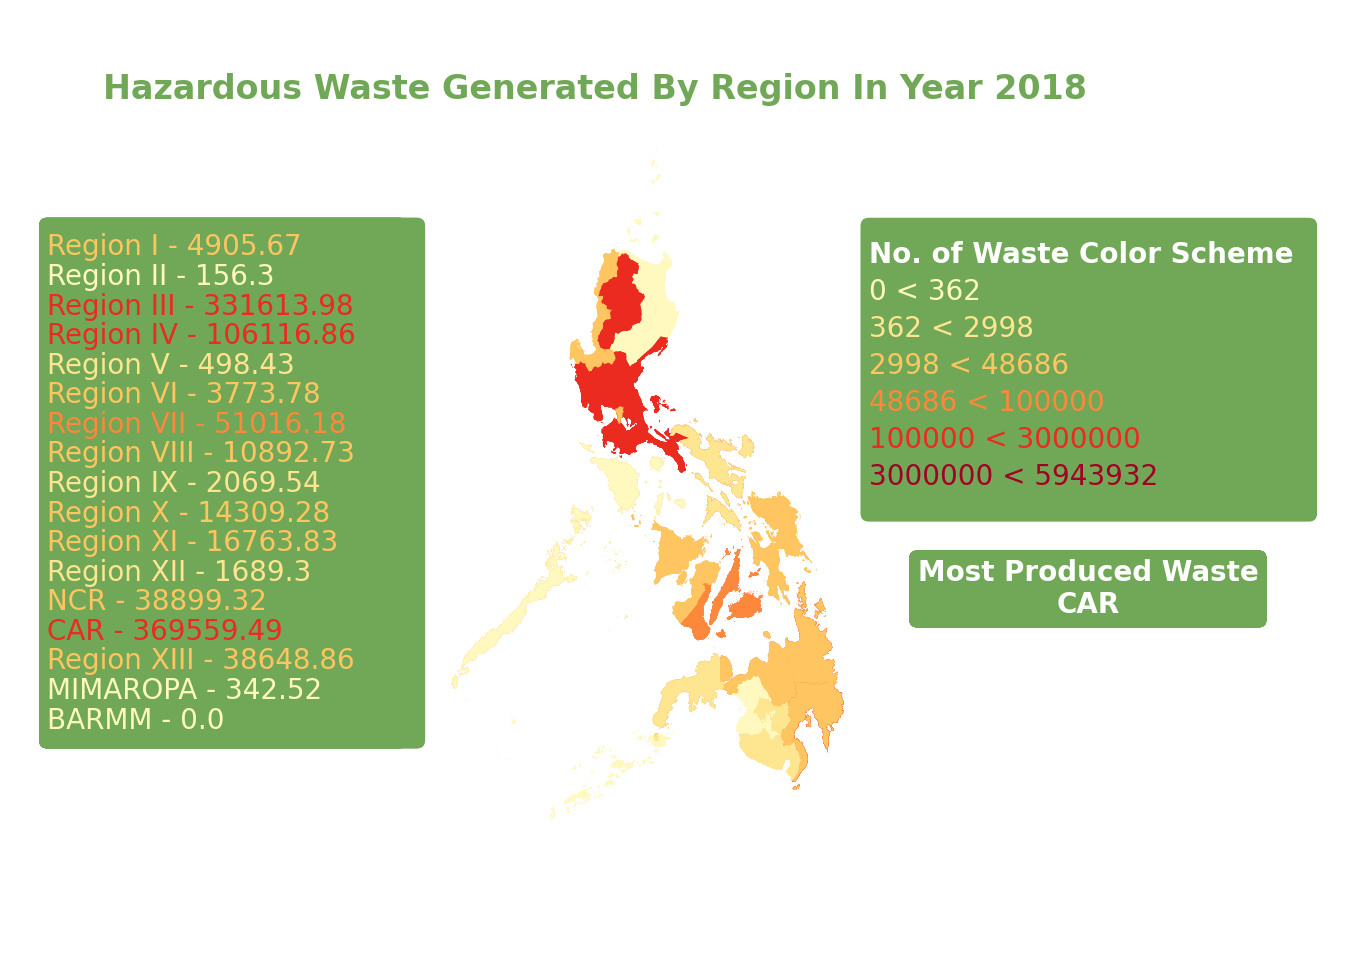 Hazardous Waste Generated By Region In Year 2018
Region I - 4905.67
Region II - 156.3
Region III - 331613.98
Region IV - 106116.86
Region V - 498.43
Region VI - 3773.78
Region VII - 51016.18
Region VIII - 10892.73
Region IX - 2069.54
Region X - 14309.28
Region XI - 16763.83
Region XII - 1689.3
NCR - 38899.32
CAR - 369559.49
Region XIII - 38648.86
MIMAROPA - 342.52
BARMM - 0.0
No. of Waste Color Scheme
0 < 362
362 < 2998
2998 < 48686
48686 < 100000
100000 < 3000000
3000000 < 5943932
Most Produced Waste
CAR